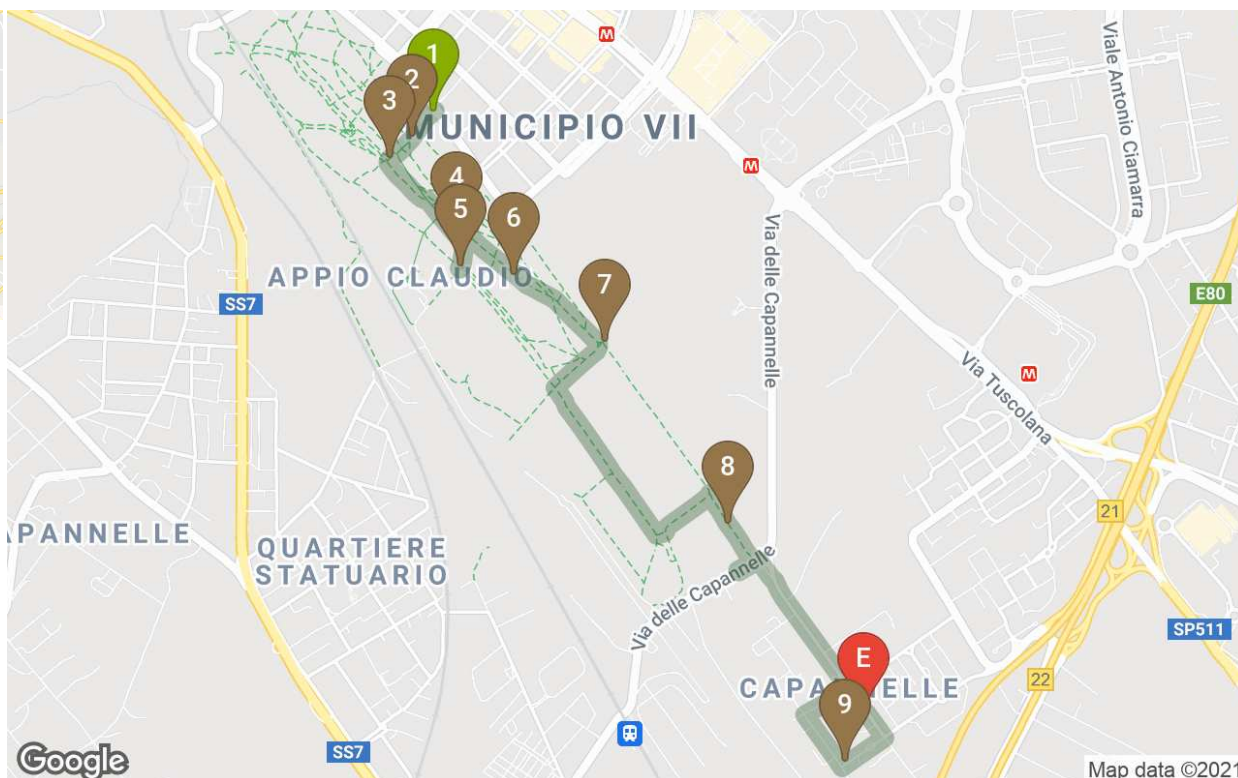 M
1
2
3
MUNICIPIO VII
M
Viale Antonio Ciamarra
4
5
6
Via delle Capannelle
APPIO CLAUDIO
7
SS7
E80
M
Via Tuscolana
8
21
APANNELLE
QUARTIERE
STATUARIO
Via delle Capannelle
SP511
E
22
CAPANNELLE
9
SS7
Google
Map data ©2021